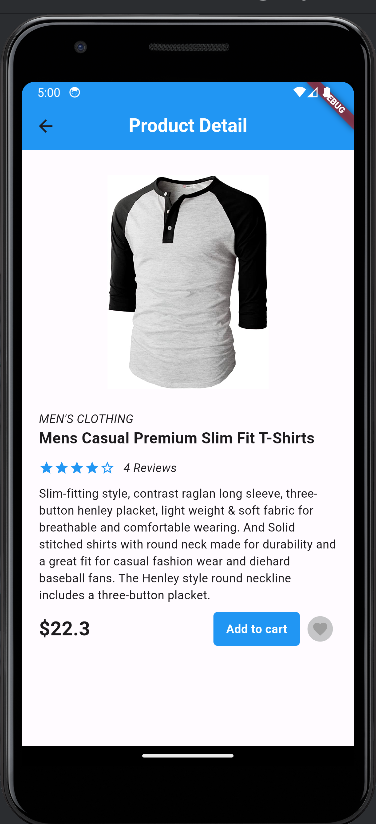 5:00
DEBUG
Product Detail
MEN'S CLOTHING
Mens Casual Premium Slim Fit T-Shirts
4 Reviews
Slim-fitting style, contrast raglan long sleeve, three-
button henley placket, light weight & soft fabric for
breathable and comfortable wearing. And Solid
stitched shirts with round neck made for durability and
a great fit for casual fashion wear and diehard
baseball fans. The Henley style round neckline
includes a three-button placket.
$22.3
Add to cart